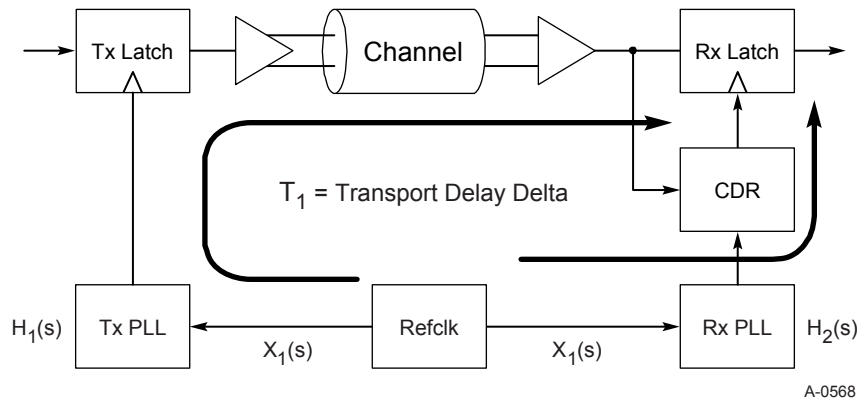 Tx Latch
Channel
Rx Latch
T1 = Transport Delay Delta
CDR
H1(s)
Tx PLL
X1(s)
Refclk
X1(s)
Rx PLL
H2(s)
A-0568